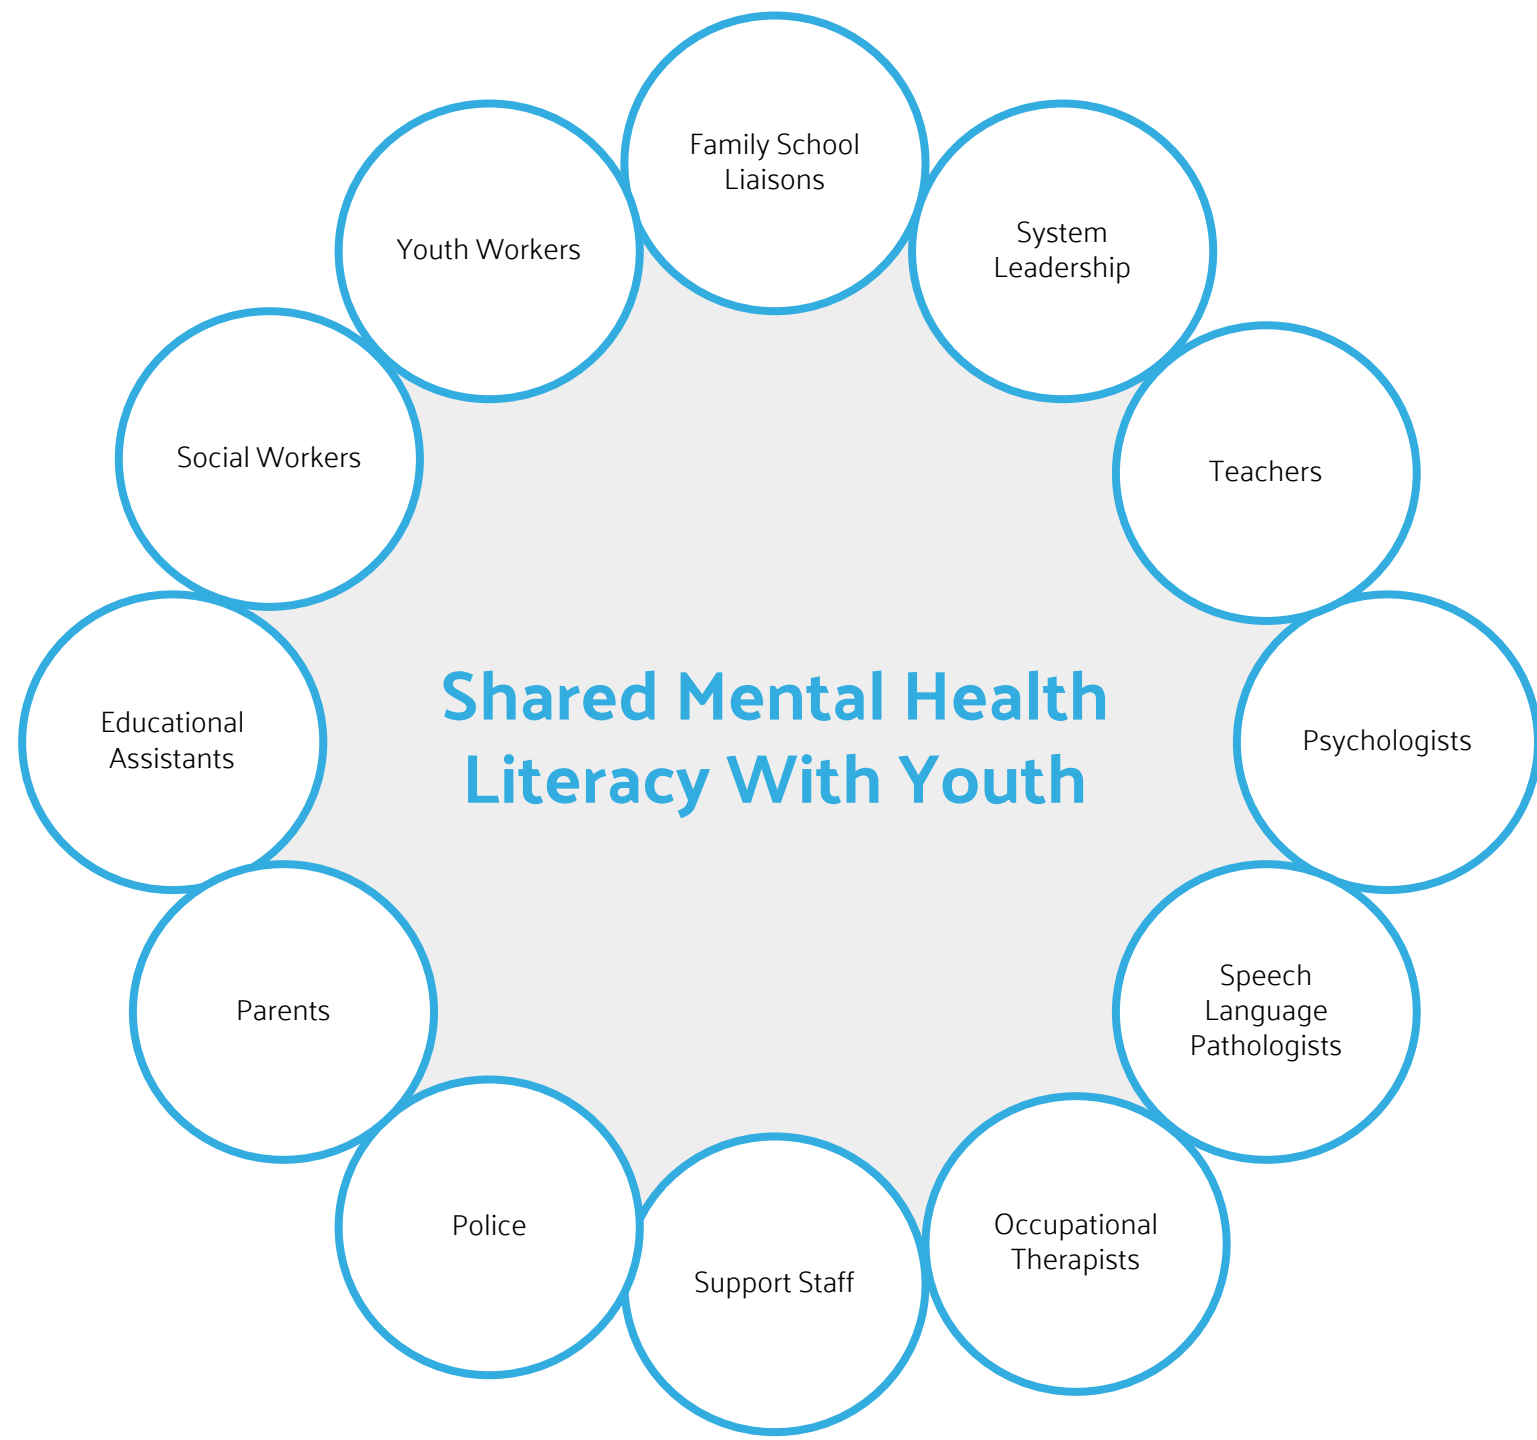 Family School
Liaisons
System
Leadership
Teachers
Psychologists
Speech
Language
Pathologists
Occupational
Therapists
Support Staff
Police
Parents
Educational
Assistants
Social Workers
Youth Workers
Shared Mental Health
Literacy With Youth